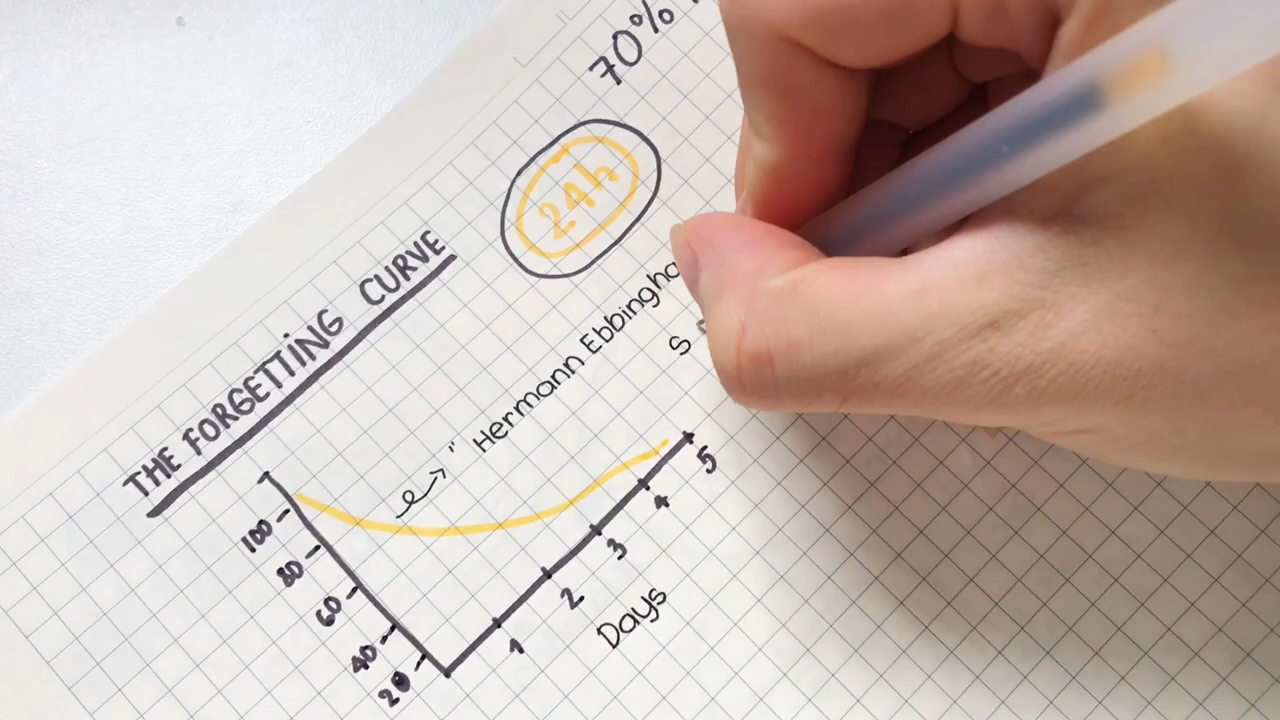 THE FORGETTING CURVE
24h
70%
" Hermann Ebbingha
S
100
80
60
40
20
1
2
3
4
5
Days